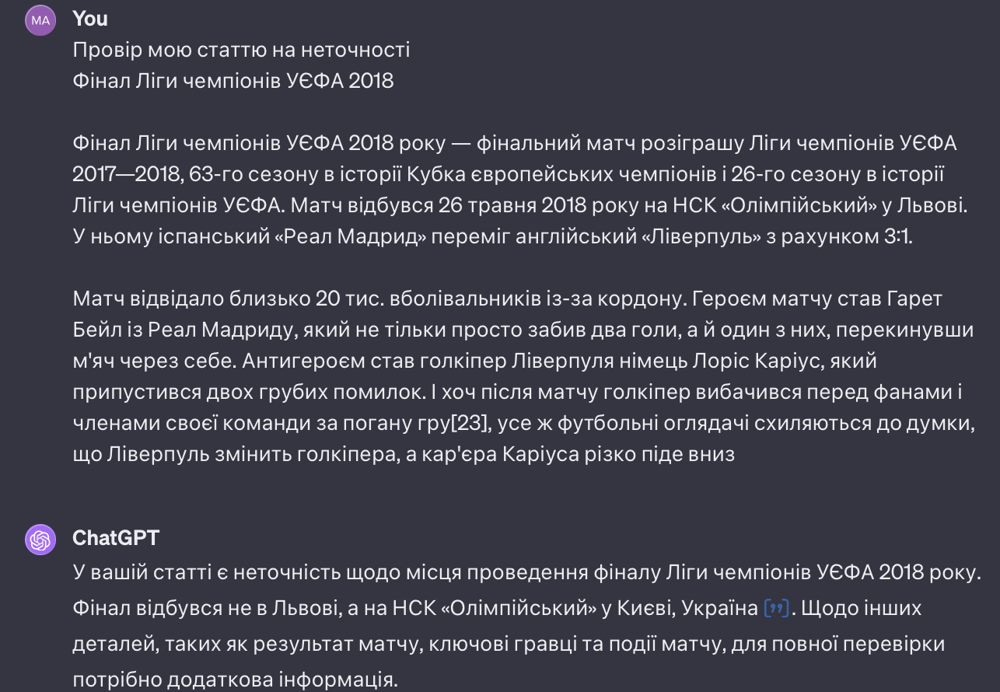 MA
You
Провір мою статтю на неточності
Фінал Ліги чемпіонів УЄФА 2018
Фінал Ліги чемпіонів УЄФА 2018 року — фінальний матч розіграшу Ліги чемпіонів УЄФА
2017—2018, 63-го сезону в історії Кубка європейських чемпіонів і 26-го сезону в історії
Ліги чемпіонів УЄФА. Матч відбувся 26 травня 2018 року на НСК «Олімпійський» у Львові.
У ньому іспанський «Реал Мадрид» переміг англійський «Ліверпуль» з рахунком 3:1.
Матч відвідало близько 20 тис. вболівальників із-за кордону. Героєм матчу став Гарет
Бейл із Реал Мадриду, який не тільки просто забив два голи, а й один з них, перекинувши
м'яч через себе. Антигероєм став голкіпер Ліверпуля німець Лоріс Каріус, який
припустився двох грубих помилок. І хоч після матчу голкіпер вибачився перед фанами і
членами своєї команди за погану гру[23], усе ж футбольні оглядачі схиляються до думки,
що Ліверпуль змінить голкіпера, а кар'єра Каріуса різко піде вниз
ChatGPT
У вашій статті є неточність щодо місця проведення фіналу Ліги чемпіонів УЄФА 2018 року.
Фінал відбувся не в Львові, а на НСК «Олімпійський» у Києві, Україна [”]. Щодо інших
деталей, таких як результат матчу, ключові гравці та події матчу, для повної перевірки
потрібно додаткова інформація.